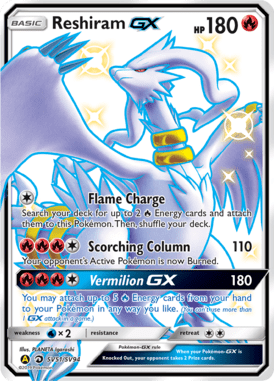 BASIC Reshiram GX HP 180
Flame Charge
Search your deck for up to 2 Energy cards and attach
them to this Pokémon. Then, shuffle your deck.
Scorching Column 110
Your opponent's Active Pokémon is now Burned.
Vermilion GX 180
You may attach up to 5 Energy cards from your hand
to your Pokémon in any way you like. (You can't use more than
1 GX attack in a game.)
weakness ×2 resistance retreat
Illus. PLANETA Igarashi
Pokémon-GX rule
When your Pokémon-GX is
Knocked Out, your opponent takes 2 Prize cards.
SV51/SV94